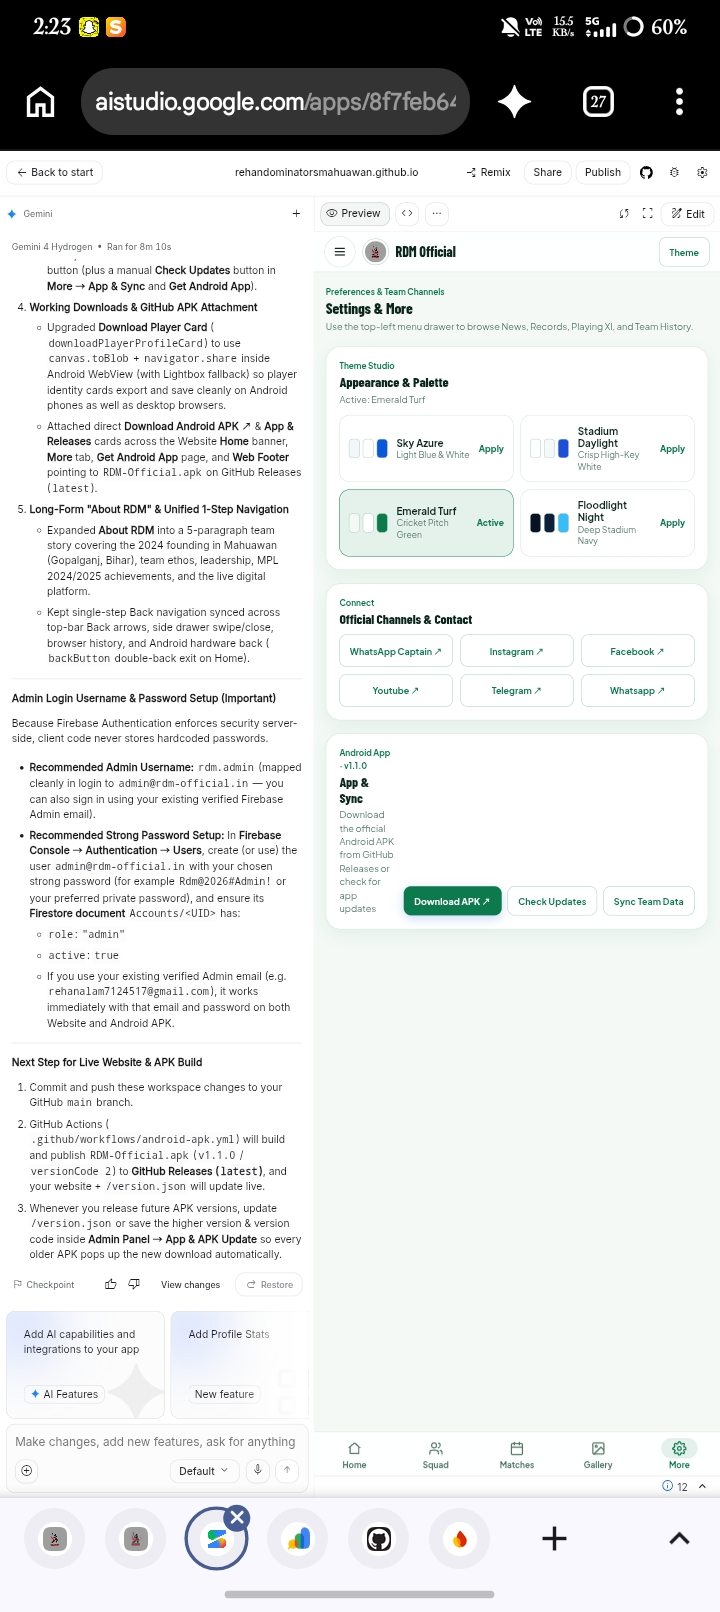 2:23
Vo)
LTE
15.5
KB/s
5G
60%
aistudio.google.com/apps/8f7feb64
27
← Back to start
rehandominatorsmahuawan.github.io
Remix
Share
Publish
Gemini
+
Gemini 4 Hydrogen • Ran for 8m 10s
button (plus a manual Check Updates button in
More → App & Sync and Get Android App).
4. Working Downloads & GitHub APK Attachment
Upgraded Download Player Card (
downloadPlayerProfileCard) to use
canvas.toBlob + navigator.share inside
Android WebView (with Lightbox fallback) so player
identity cards export and save cleanly on Android
phones as well as desktop browsers.
Attached direct Download Android APK ↗ & App &
Releases cards across the Website Home banner,
More tab, Get Android App page, and Web Footer
pointing to RDM-Official.apk on GitHub Releases
(latest).
5. Long-Form "About RDM" & Unified 1-Step Navigation
Expanded About RDM into a 5-paragraph team
story covering the 2024 founding in Mahuawan
(Gopalganj, Bihar), team ethos, leadership, MPL
2024/2025 achievements, and the live digital
platform.
Kept single-step Back navigation synced across
top-bar Back arrows, side drawer swipe/close,
browser history, and Android hardware back (
backButton double-back exit on Home).
Admin Login Username & Password Setup (Important)
Because Firebase Authentication enforces security server-
side, client code never stores hardcoded passwords.
• Recommended Admin Username: rdm.admin (mapped
cleanly in login to admin@rdm-official.in — you
can also sign in using your existing verified Firebase
Admin email).
• Recommended Strong Password Setup: In Firebase
Console → Authentication → Users, create (or use) the
user admin@rdm-official.in with your chosen
strong password (for example Rdm@2026#Admin! or
your preferred private password), and ensure its
Firestore document Accounts/<UID> has:
role: "admin"
active: true
If you use your existing verified Admin email (e.g.
rehanalam7124517@gmail.com), it works
immediately with that email and password on both
Website and Android APK.
Next Step for Live Website & APK Build
1. Commit and push these workspace changes to your
GitHub main branch.
2. GitHub Actions (
.github/workflows/android-apk.yml) will build
and publish RDM-Official.apk (v1.1.0 /
versionCode 2) to GitHub Releases (latest), and
your website + /version.json will update live.
3. Whenever you release future APK versions, update
/version.json or save the higher version & version
code inside Admin Panel → App & APK Update so every
older APK pops up the new download automatically.
Checkpoint
View changes
Restore
Add AI capabilities and
integrations to your app
AI Features
Add Profile Stats
New feature
Make changes, add new features, ask for anything
Default
Preview
Edit
RDM Official
Theme
Preferences & Team Channels
Settings & More
Use the top-left menu drawer to browse News, Records, Playing XI, and Team History.
Theme Studio
Appearance & Palette
Active: Emerald Turf
Sky Azure
Light Blue & White
Apply
Stadium
Daylight
Crisp High-Key
White
Apply
Emerald Turf
Cricket Pitch
Green
Active
Floodlight
Night
Deep Stadium
Navy
Apply
Connect
Official Channels & Contact
WhatsApp Captain ↗
Instagram ↗
Facebook ↗
Youtube ↗
Telegram ↗
Whatsapp ↗
Android App
· v1.1.0
App &
Sync
Download
the official
Android APK
from GitHub
Releases or
check for
app
updates
Download APK ↗
Check Updates
Sync Team Data
Home
Squad
Matches
Gallery
More
12